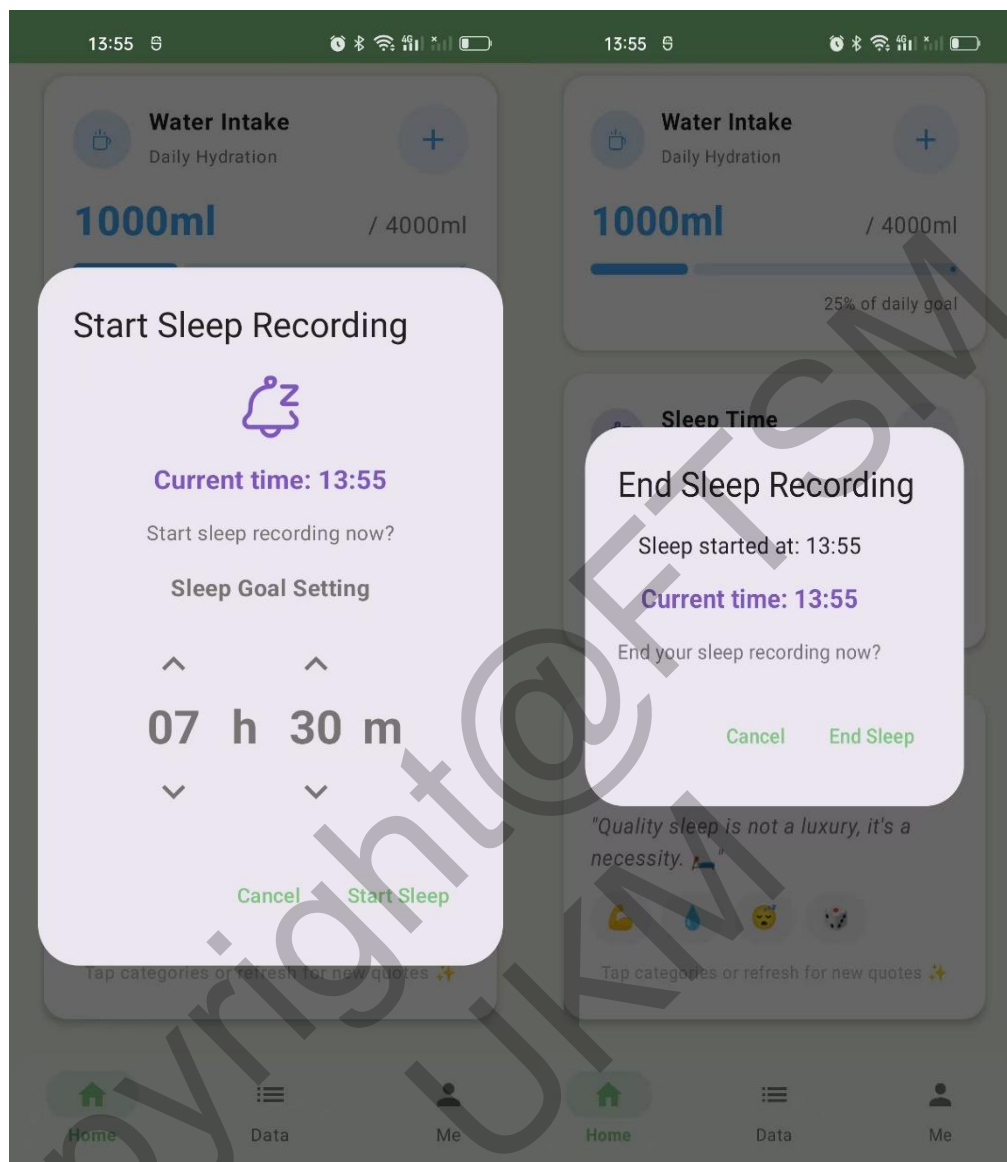 13:55
4G
Water Intake
Daily Hydration
1000ml
/ 4000ml
Start Sleep Recording
Current time: 13:55
Start sleep recording now?
Sleep Goal Setting
07 h 30 m
Cancel Start Sleep
Tap categories or refresh for new quotes
Home Data Me
13:55
4G
Water Intake
Daily Hydration
1000ml
/ 4000ml
25% of daily goal
Sleep Time
End Sleep Recording
Sleep started at: 13:55
Current time: 13:55
End your sleep recording now?
Cancel End Sleep
"Quality sleep is not a luxury, it's a
necessity. 🛌"
Tap categories or refresh for new quotes ✨
Home Data Me
pyright@FTSM
UKM